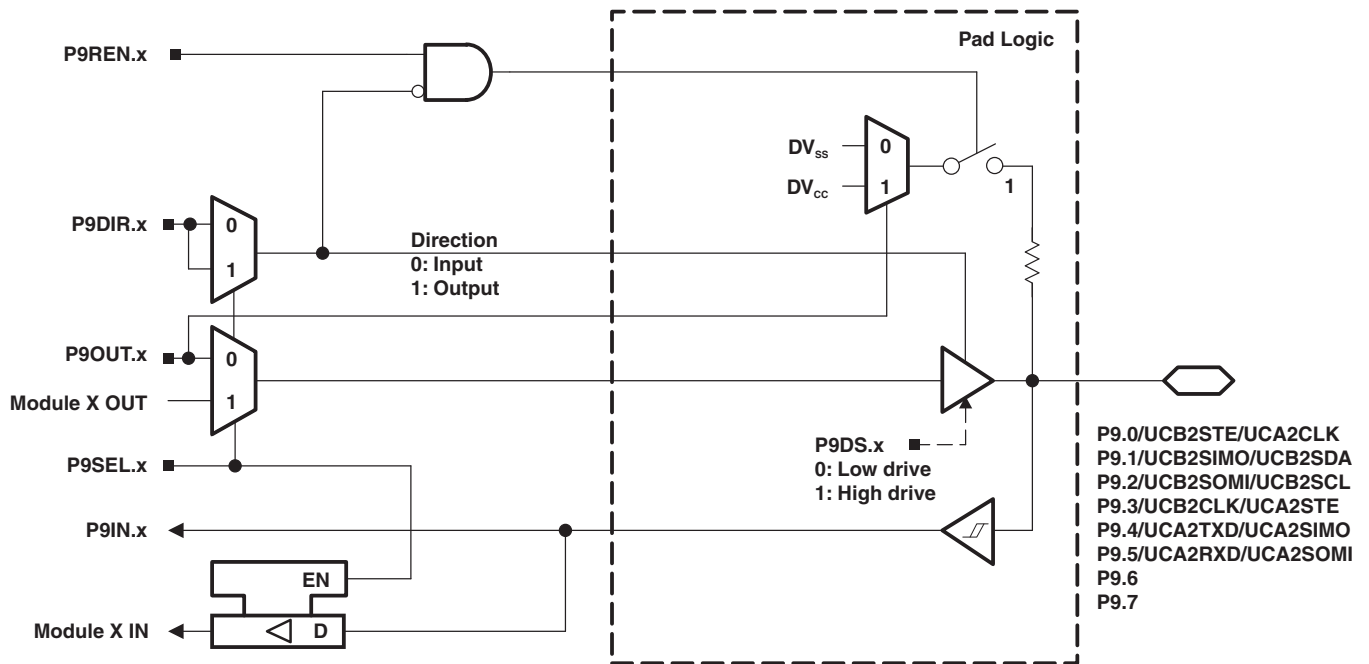 Pad Logic
P9REN.x
DVSS
0
DVCC
1
1
P9DIR.x
0
1
Direction
0: Input
1: Output
P9OUT.x
0
Module X OUT
1
P9DS.x
0: Low drive
1: High drive
P9SEL.x
P9IN.x
EN
Module X IN
D
P9.0/UCB2STE/UCA2CLK
P9.1/UCB2SIMO/UCB2SDA
P9.2/UCB2SOMI/UCB2SCL
P9.3/UCB2CLK/UCA2STE
P9.4/UCA2TXD/UCA2SIMO
P9.5/UCA2RXD/UCA2SOMI
P9.6
P9.7